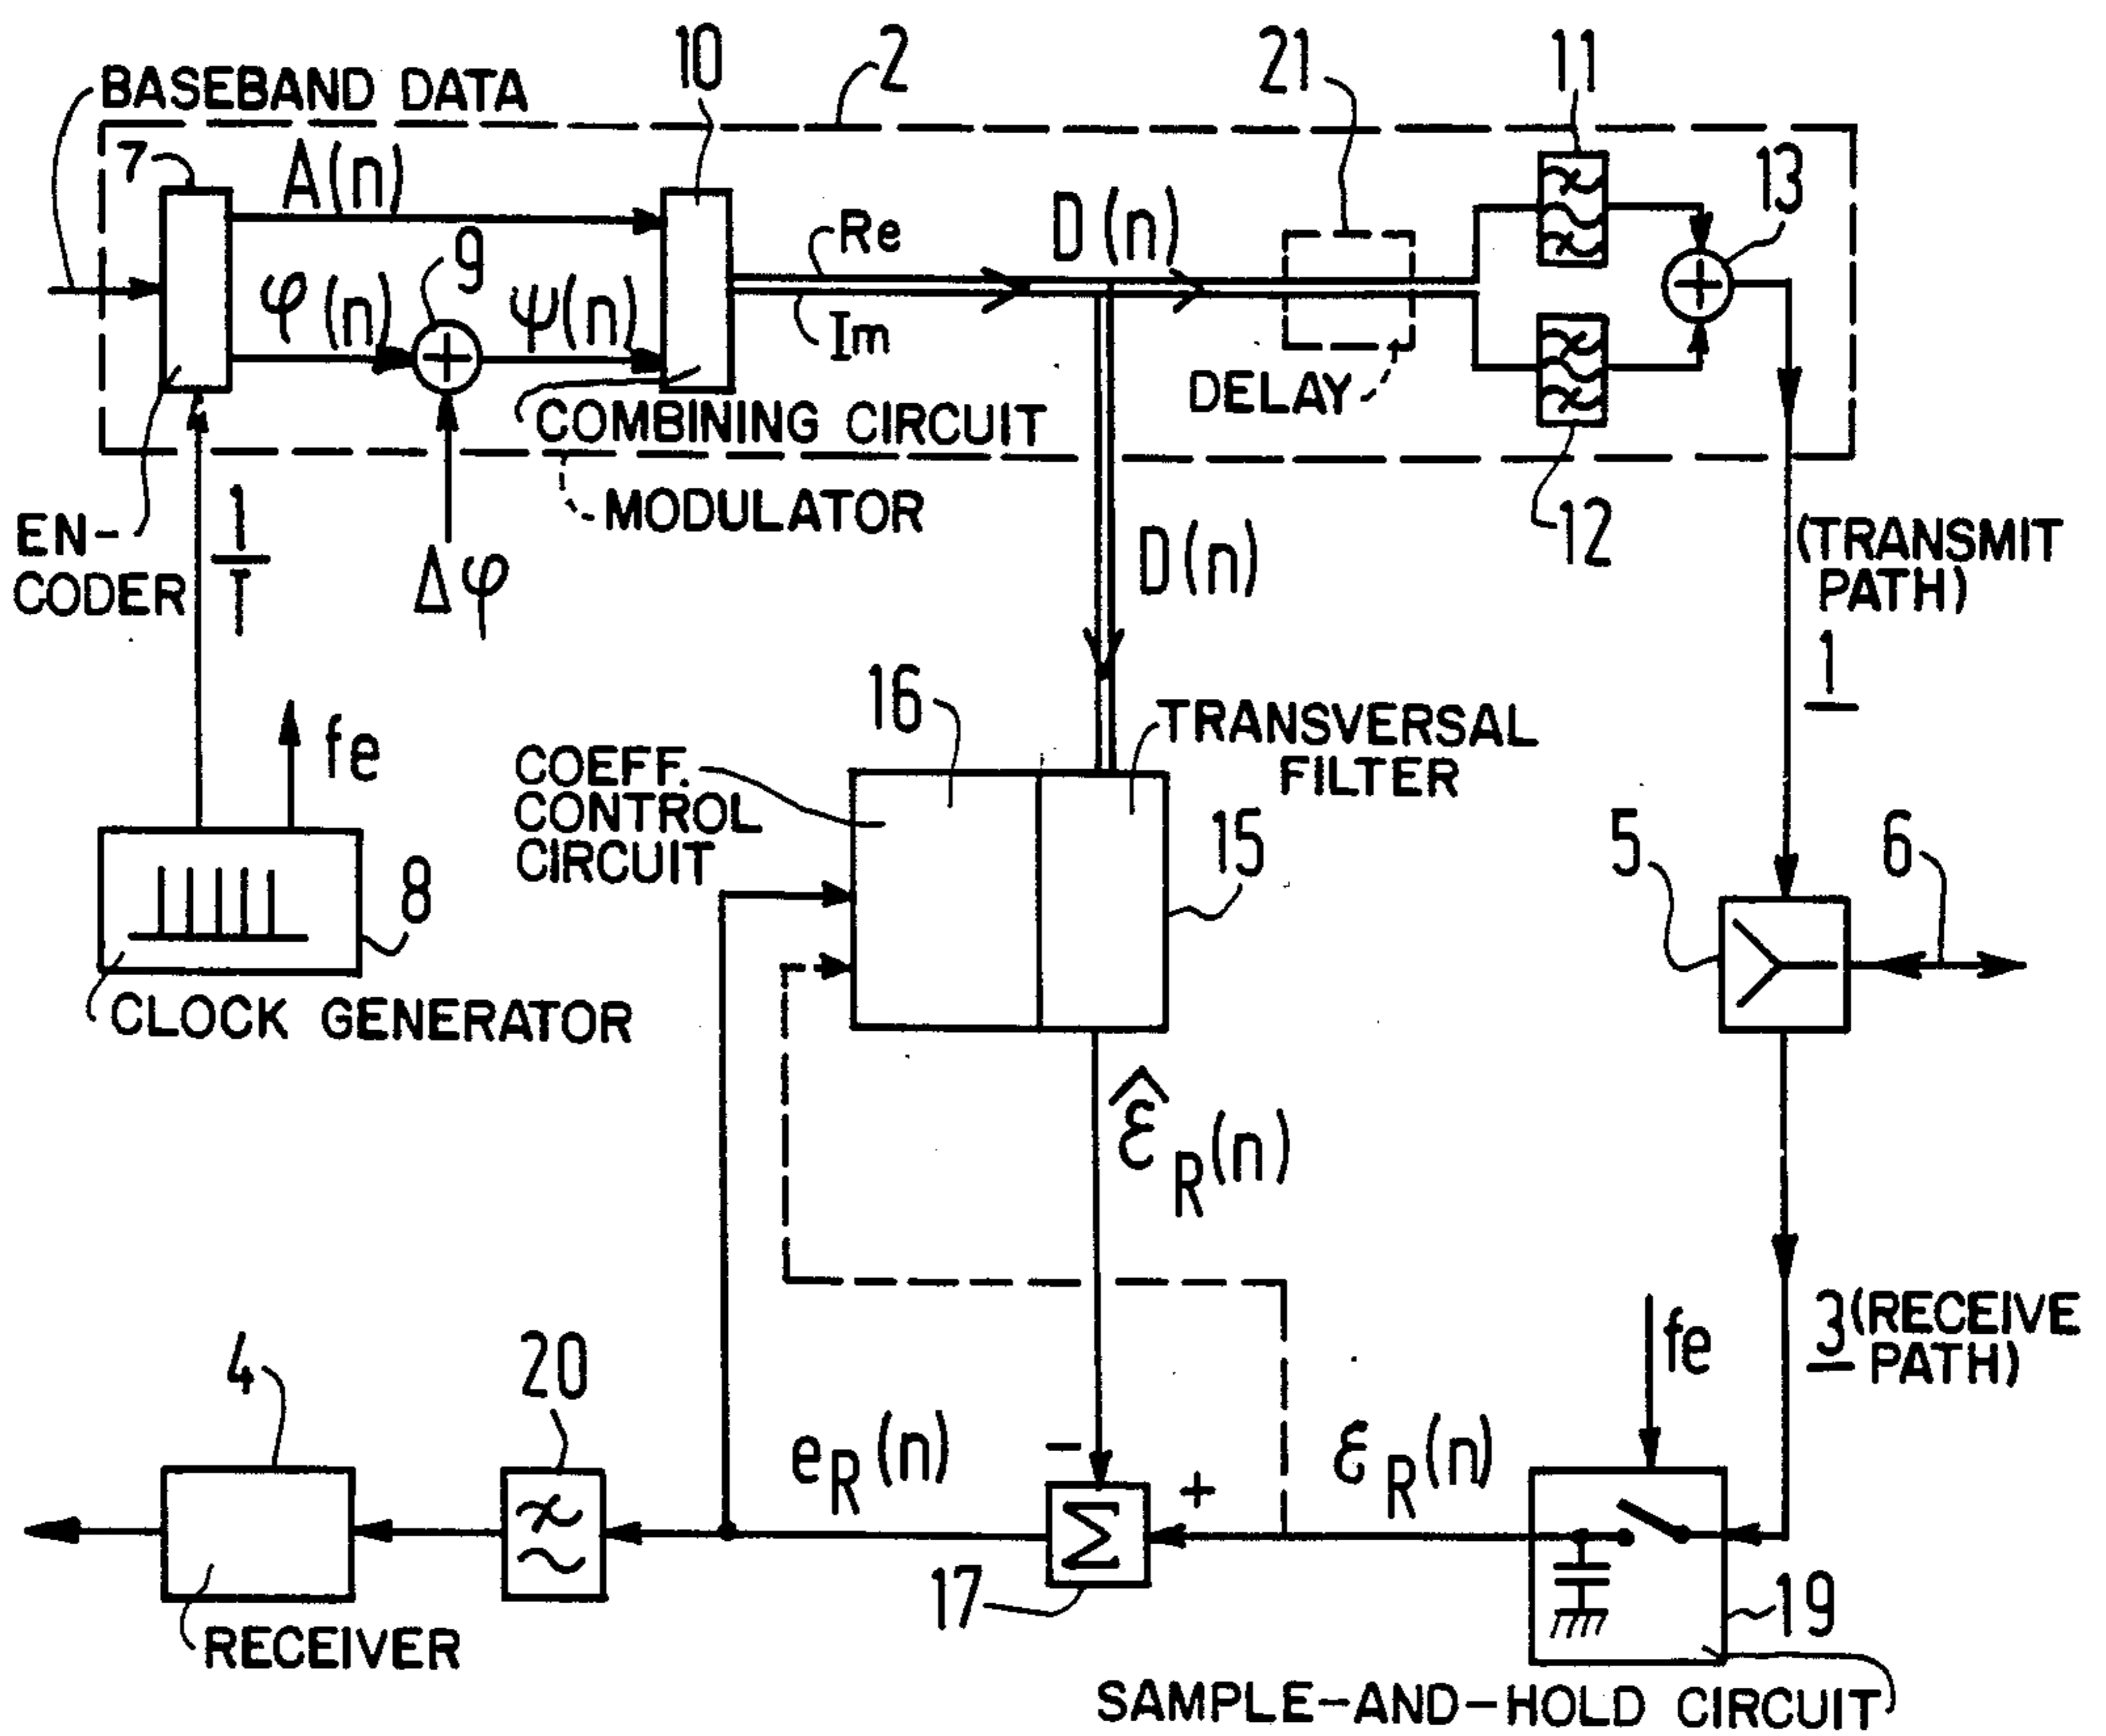 BASEBAND DATA
10
2
21
11
7
A(n)
9
Re
D(n)
13
φ(n)
ψ(n)
Im
DELAY
COMBINING CIRCUIT
MODULATOR
12
EN-
CODER
1
T
Δφ
D(n)
(TRANSMIT
PATH)
1
16
TRANSVERSAL
FILTER
fe
COEFF.
CONTROL
CIRCUIT
15
5
6
8
CLOCK GENERATOR
ε̂R(n)
3 (RECEIVE
PATH)
fe
4
20
eR(n)
−
+
εR(n)
Σ
17
19
RECEIVER
SAMPLE-AND-HOLD CIRCUIT